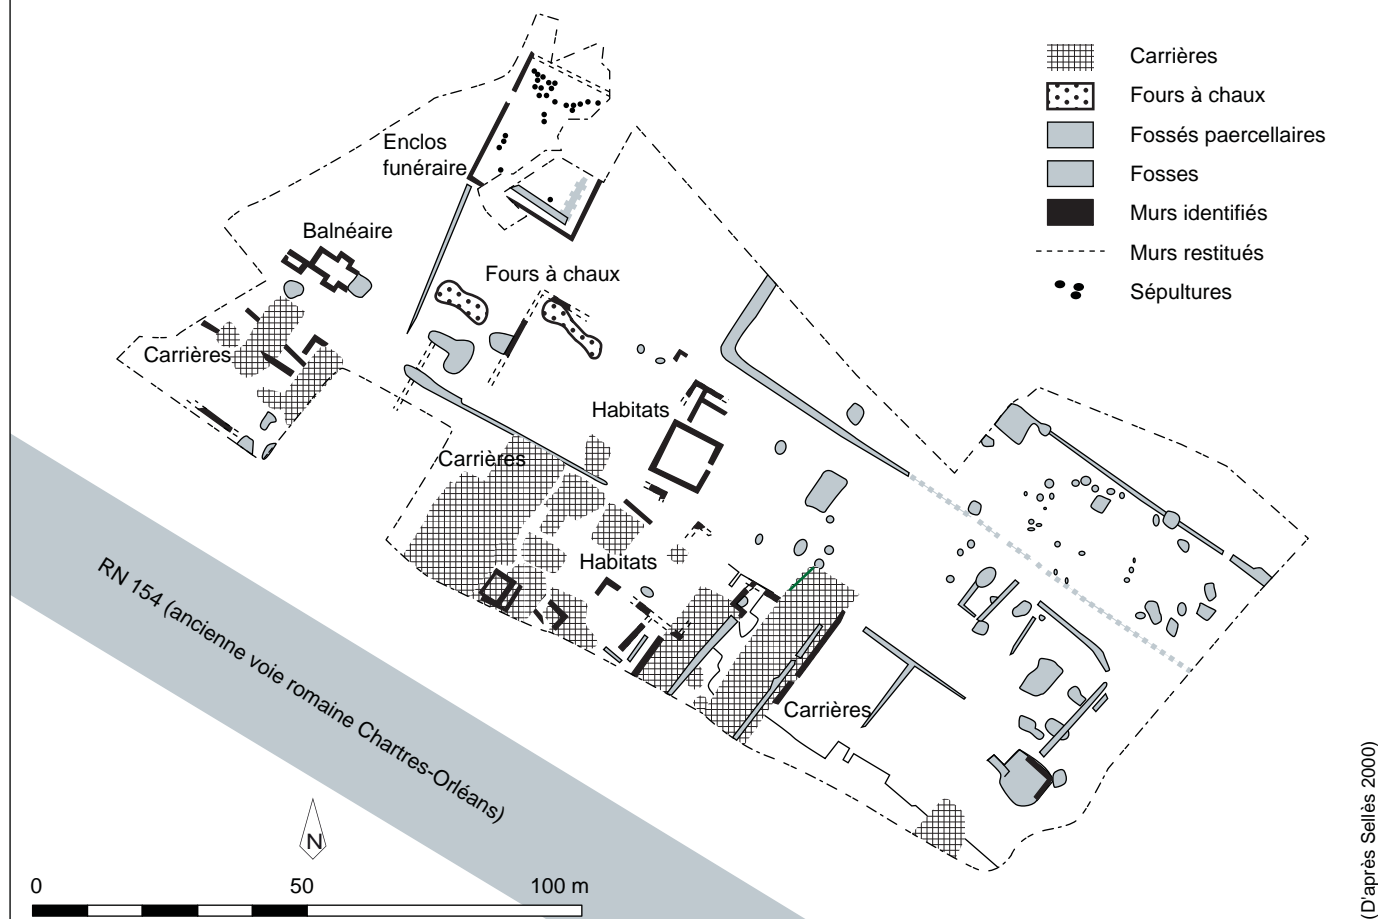 Carrières
Fours à chaux
Fossés paercellaires
Fosses
Murs identifiés
Murs restitués
Sépultures
Enclos
funéraire
Balnéaire
Fours à chaux
Carrières
Habitats
Carrières
Habitats
Carrières
RN 154 (ancienne voie romaine Chartres-Orléans)
N
0 50 100 m
(D'après Sellès 2000)